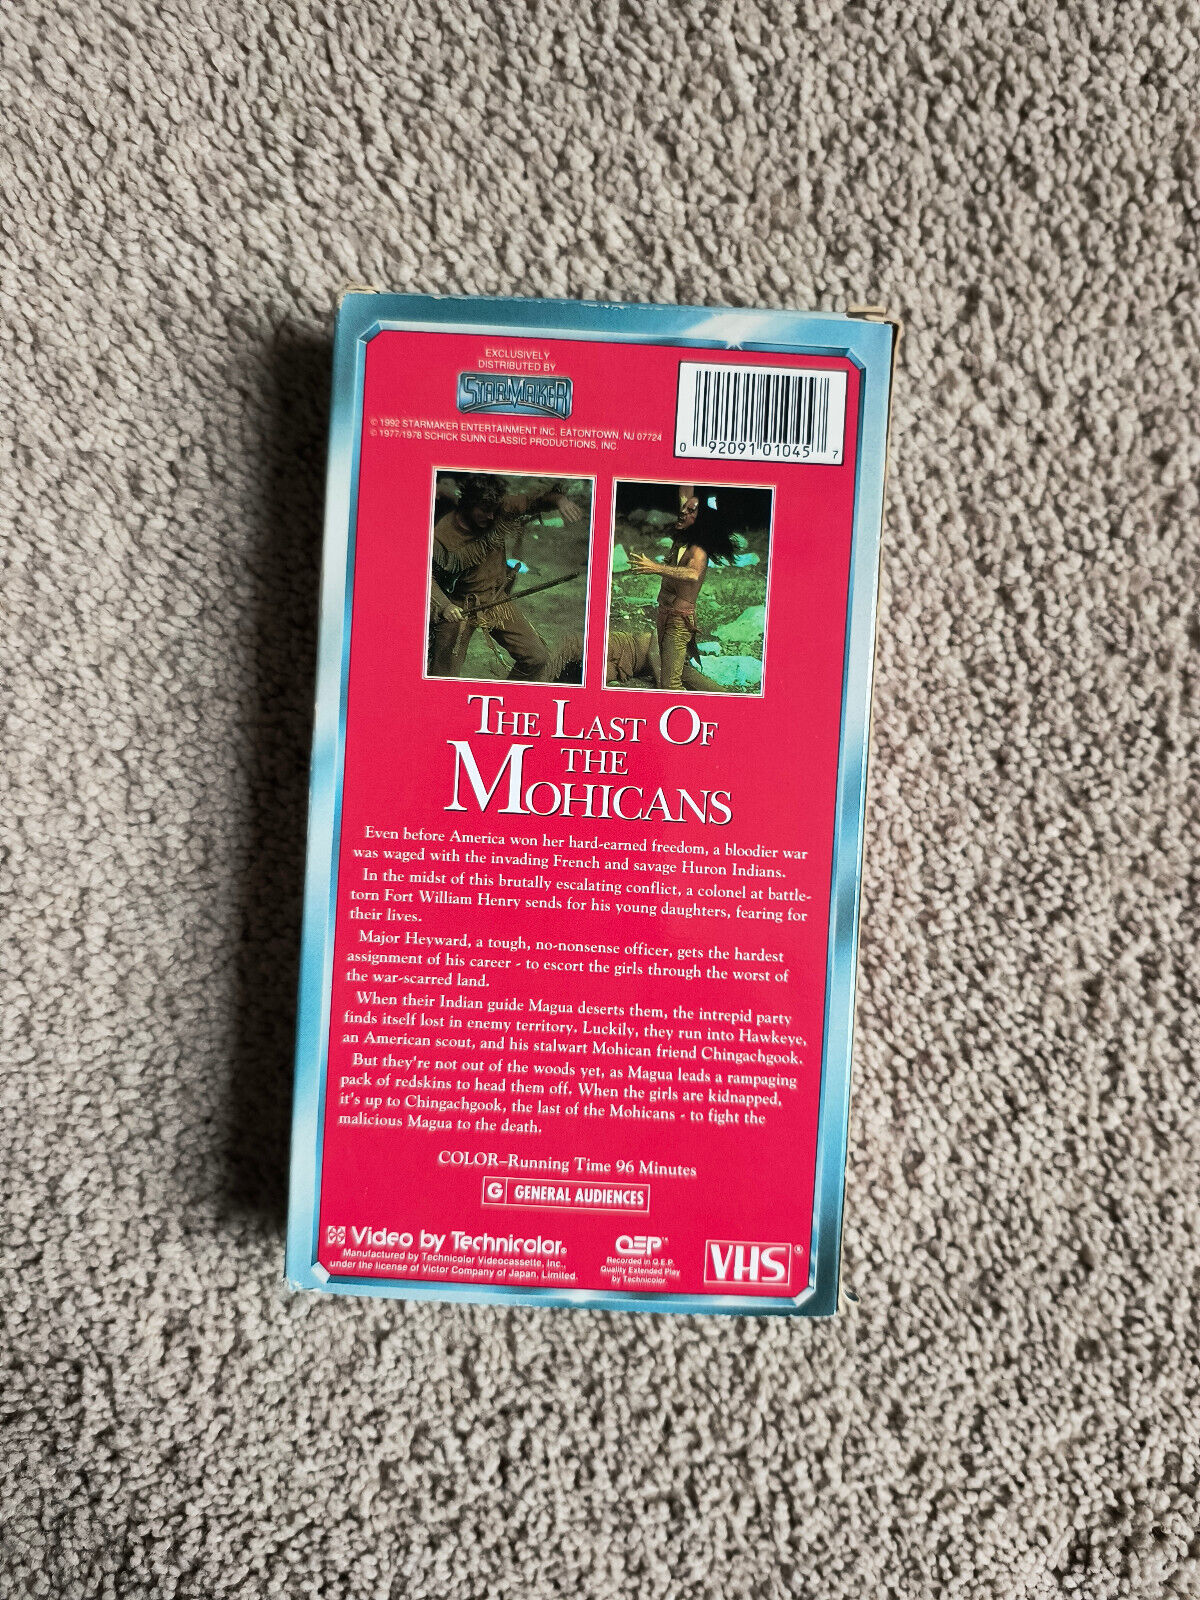 EXCLUSIVELY
DISTRIBUTED BY
STARMAKER
© 1992 STARMAKER ENTERTAINMENT INC. EATONTOWN, NJ 07724
© 1977/1978 SCHICK SUNN CLASSIC PRODUCTIONS, INC.
0 92091 01045 7
THE LAST OF
THE
MOHICANS
Even before America won her hard-earned freedom, a bloodier war
was waged with the invading French and savage Huron Indians.
In the midst of this brutally escalating conflict, a colonel at battle-
torn Fort William Henry sends for his young daughters, fearing for
their lives.
Major Heyward, a tough, no-nonsense officer, gets the hardest
assignment of his career - to escort the girls through the worst of
the war-scarred land.
When their Indian guide Magua deserts them, the intrepid party
finds itself lost in enemy territory. Luckily, they run into Hawkeye,
an American scout, and his stalwart Mohican friend Chingachgook.
But they're not out of the woods yet, as Magua leads a rampaging
pack of redskins to head them off. When the girls are kidnapped,
it's up to Chingachgook, the last of the Mohicans - to fight the
malicious Magua to the death.
COLOR–Running Time 96 Minutes
G GENERAL AUDIENCES
Video by Technicolor®
Manufactured by Technicolor Videocassette, Inc.,
under the license of Victor Company of Japan, Limited.
QEP™
Recorded in Q.E.P.
Quality Extended Play
by Technicolor.
VHS®